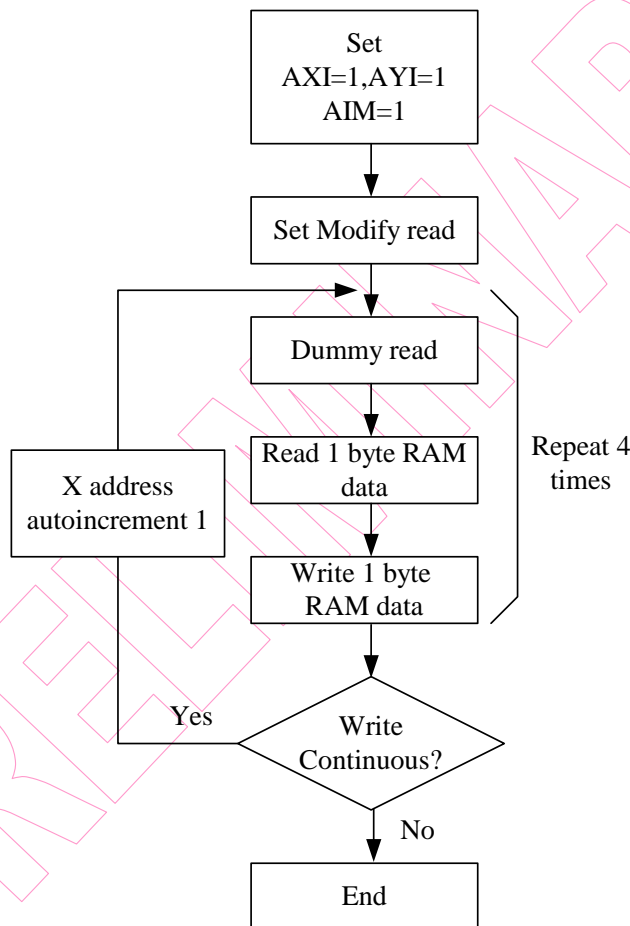 Set
AXI=1,AYI=1
AIM=1
Set Modify read
Dummy read
Read 1 byte RAM
data
Repeat 4
times
X address
autoincrement 1
Write 1 byte
RAM data
Yes
Write
Continuous?
No
End